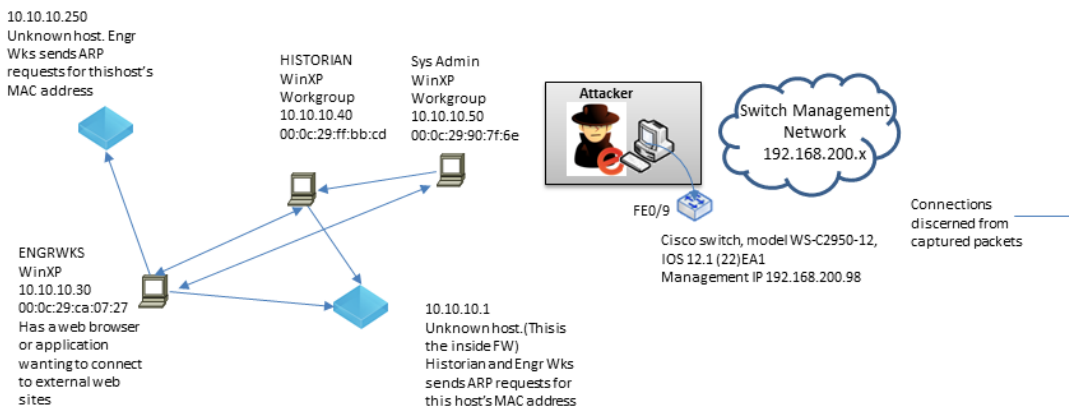 10.10.10.250
Unknown host. Engr
Wks sends ARP
requests for this host's
MAC address
HISTORIAN
WinXP
Workgroup
10.10.10.40
00:0c:29:ff:bb:cd
Sys Admin
WinXP
Workgroup
10.10.10.50
00:0c:29:90:7f:6e
Attacker
Switch Management
Network
192.168.200.x
FE0/9
Cisco switch, model WS-C2950-12,
IOS 12.1 (22)EA1
Management IP 192.168.200.98
Connections
discerned from
captured packets
ENGRWKS
WinXP
10.10.10.30
00:0c:29:ca:07:27
Has a web browser
or application
wanting to connect
to external web
sites
10.10.10.1
Unknown host.(This is
the inside FW)
Historian and Engr Wks
sends ARP requests for
this host's MAC address